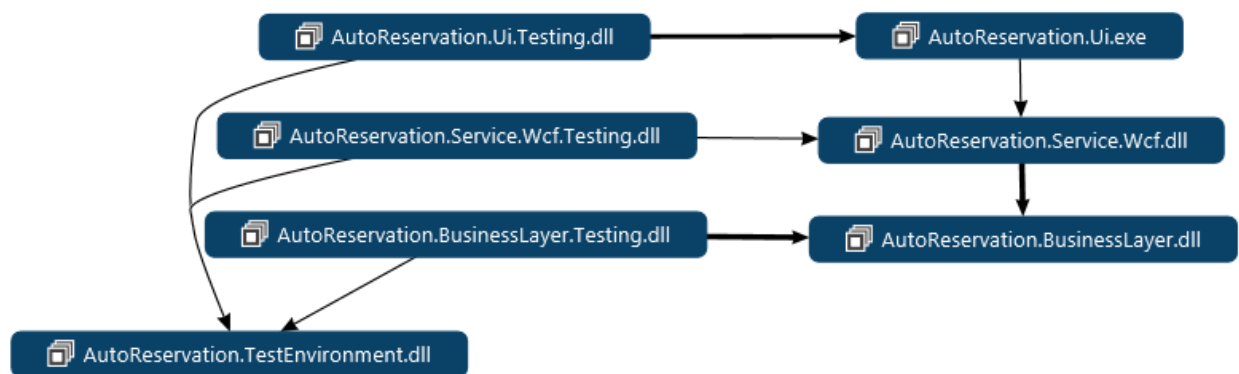 AutoReservation.Ui.Testing.dll
AutoReservation.Ui.exe
AutoReservation.Service.Wcf.Testing.dll
AutoReservation.Service.Wcf.dll
AutoReservation.BusinessLayer.Testing.dll
AutoReservation.BusinessLayer.dll
AutoReservation.TestEnvironment.dll